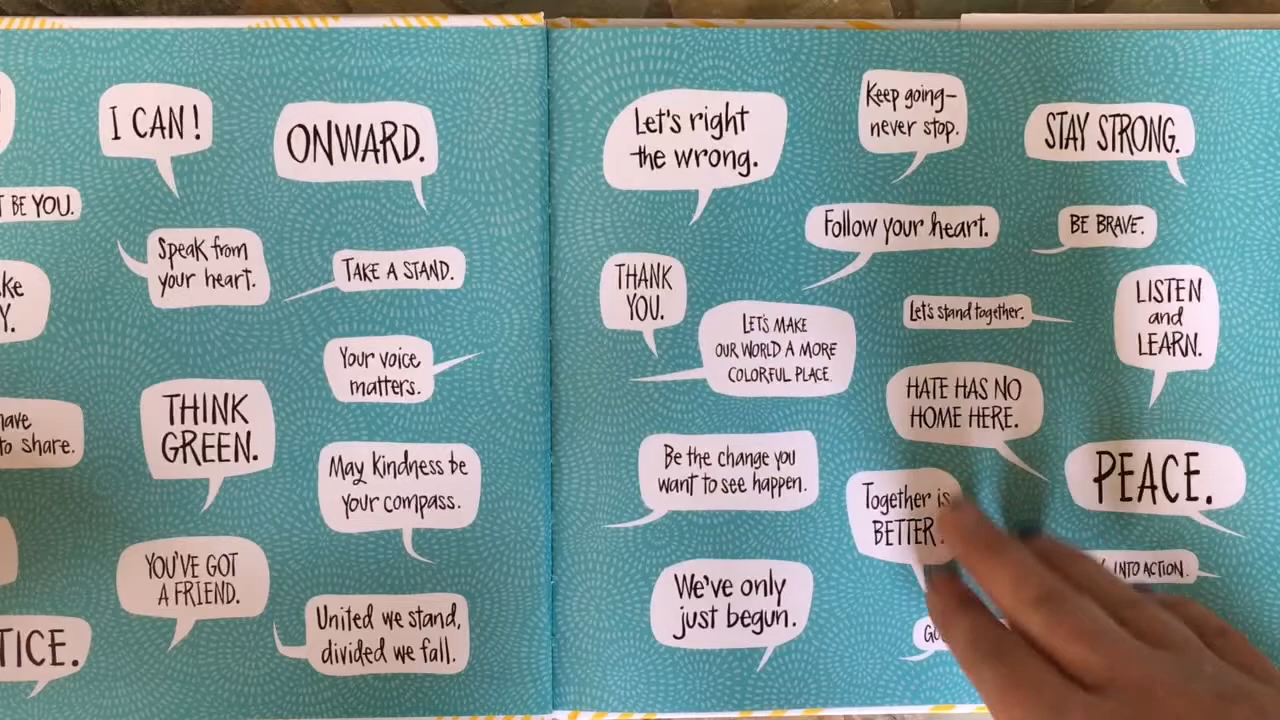 I CAN!
ONWARD.
BE YOU.
Speak from
your heart.
TAKE A STAND.
Your voice
matters.
THINK
GREEN.
to share.
May kindness be
your compass.
YOU'VE GOT
A FRIEND.
United we stand,
divided we fall.
Let's right
the wrong.
Keep going—
never stop.
STAY STRONG.
Follow your heart.
BE BRAVE.
THANK
YOU.
LET'S MAKE
OUR WORLD A MORE
COLORFUL PLACE.
Let's stand together.
LISTEN
and
LEARN.
HATE HAS NO
HOME HERE.
Be the change you
want to see happen.
Together is
BETTER.
PEACE.
INTO ACTION.
We've only
just begun.